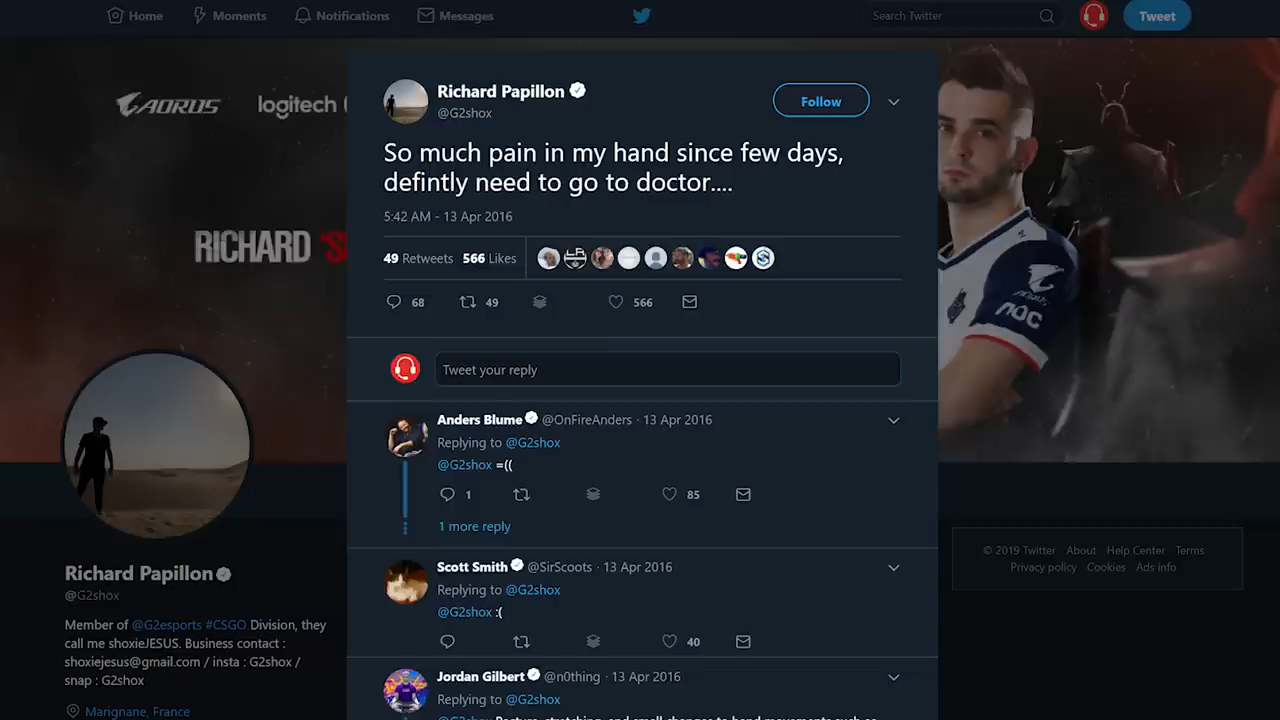 Home Moments Notifications Messages Search Twitter Tweet
AORUS logitech
RICHARD 'S
AOC
Richard Papillon
@G2shox
Follow
So much pain in my hand since few days,
defintly need to go to doctor....
5:42 AM - 13 Apr 2016
49 Retweets 566 Likes
68 49 566
Tweet your reply
Anders Blume @OnFireAnders · 13 Apr 2016
Replying to @G2shox
@G2shox =((
1 85
1 more reply
Scott Smith @SirScoots · 13 Apr 2016
Replying to @G2shox
@G2shox :(
40
Jordan Gilbert @n0thing · 13 Apr 2016
Replying to @G2shox
Richard Papillon
@G2shox
Member of @G2esports #CSGO Division, they
call me shoxieJESUS. Business contact :
shoxiejesus@gmail.com / insta : G2shox /
snap : G2shox
Marignane, France
© 2019 Twitter About Help Center Terms
Privacy policy Cookies Ads info